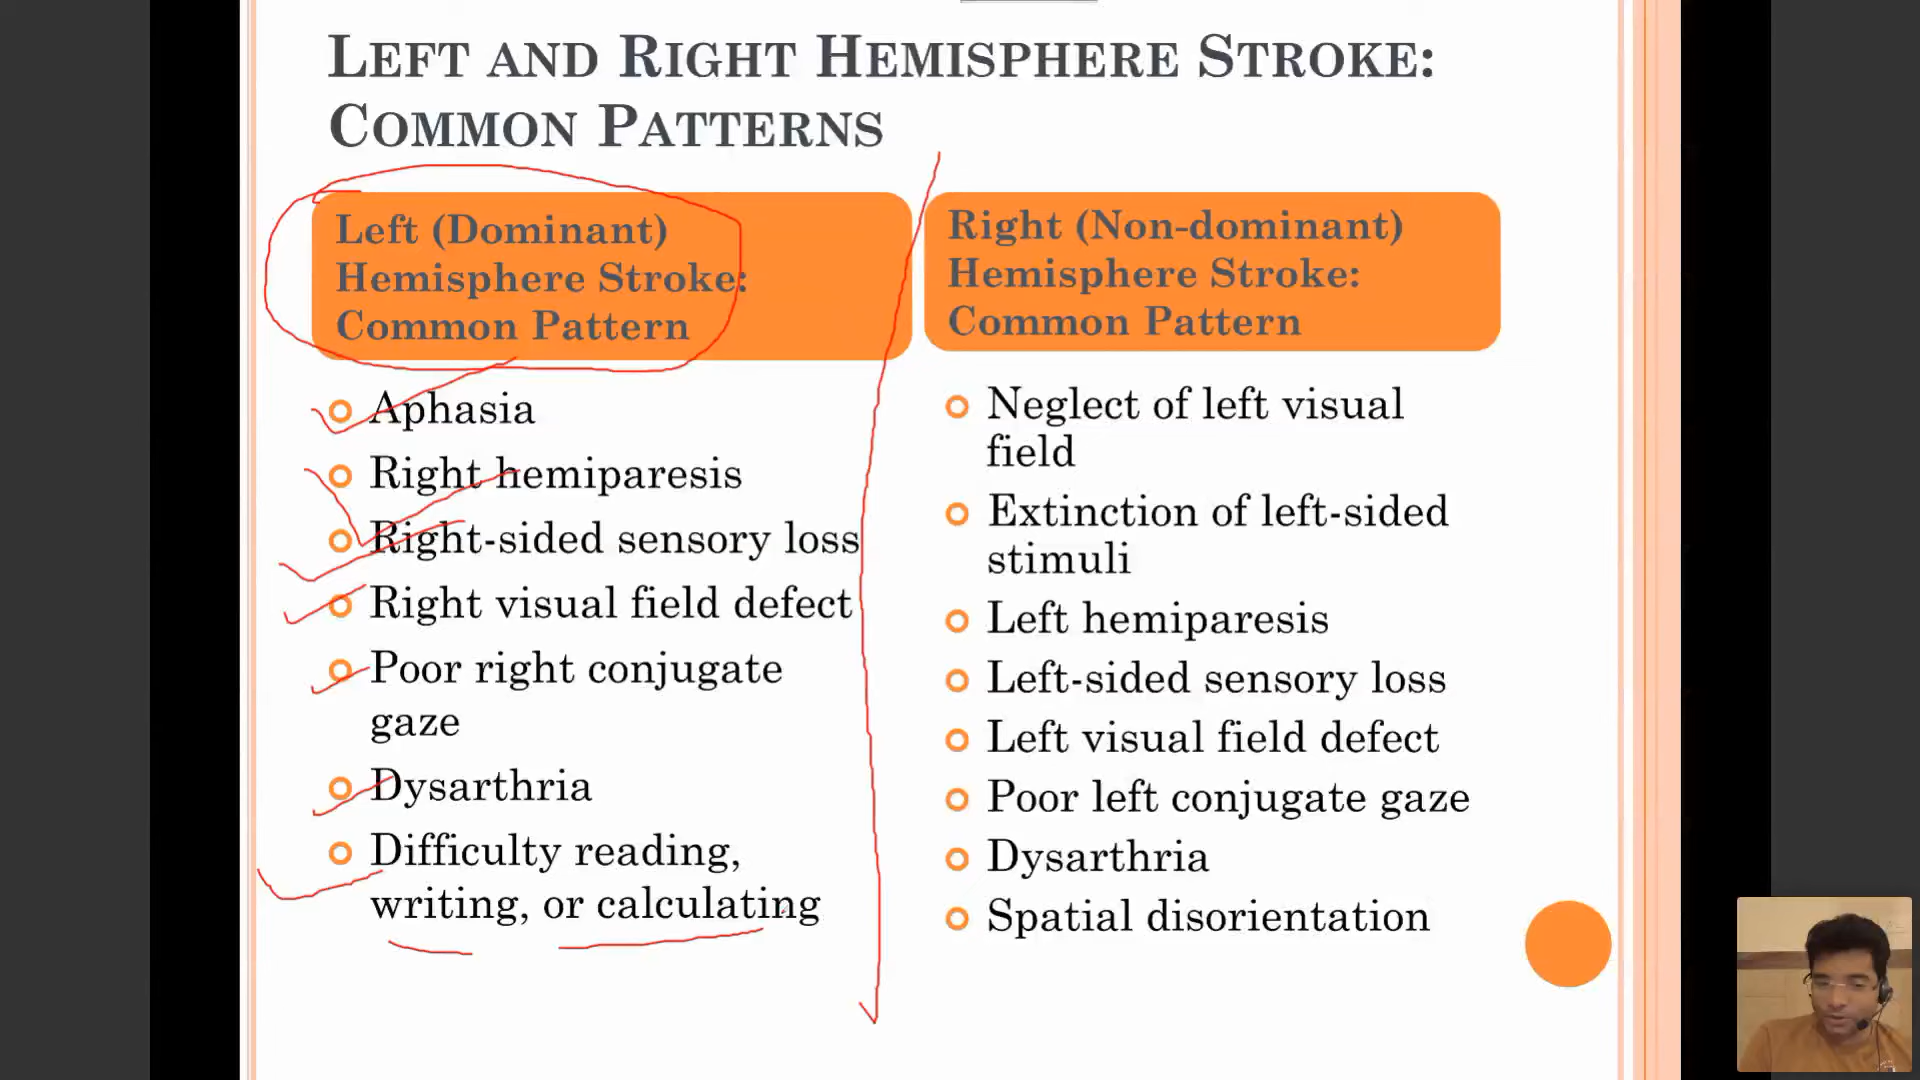 LEFT AND RIGHT HEMISPHERE STROKE:
COMMON PATTERNS
Left (Dominant)
Hemisphere Stroke:
Common Pattern
Aphasia
Right hemiparesis
Right-sided sensory loss
Right visual field defect
Poor right conjugate
gaze
Dysarthria
Difficulty reading,
writing, or calculating
Right (Non-dominant)
Hemisphere Stroke:
Common Pattern
Neglect of left visual
field
Extinction of left-sided
stimuli
Left hemiparesis
Left-sided sensory loss
Left visual field defect
Poor left conjugate gaze
Dysarthria
Spatial disorientation